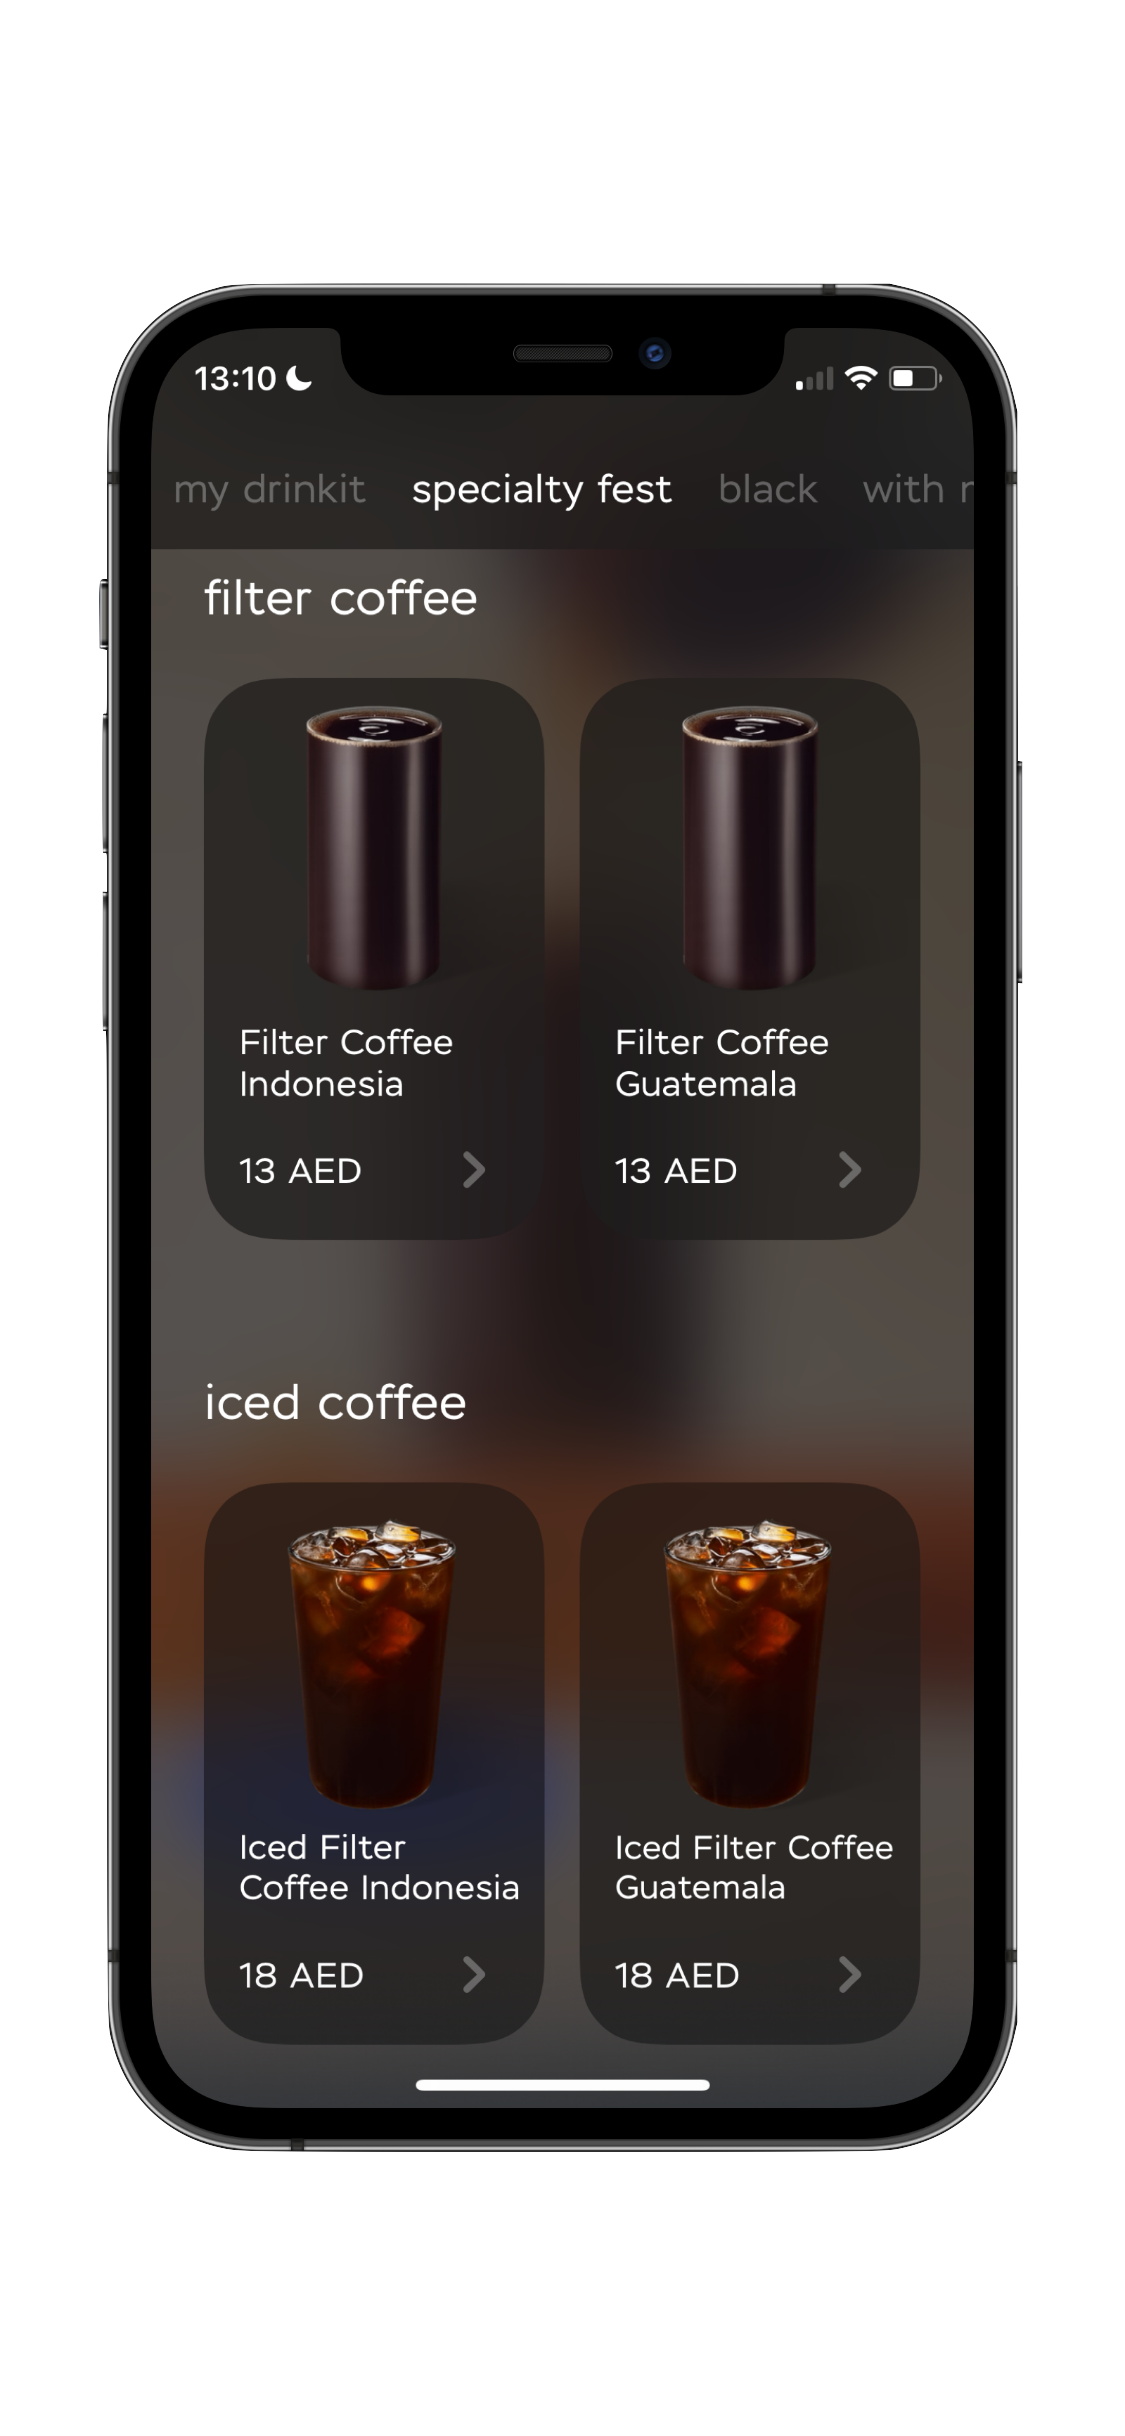 13:10
my drinkit specialty fest black with
filter coffee
Filter Coffee
Indonesia
13 AED
Filter Coffee
Guatemala
13 AED
iced coffee
Iced Filter
Coffee Indonesia
18 AED
Iced Filter Coffee
Guatemala
18 AED